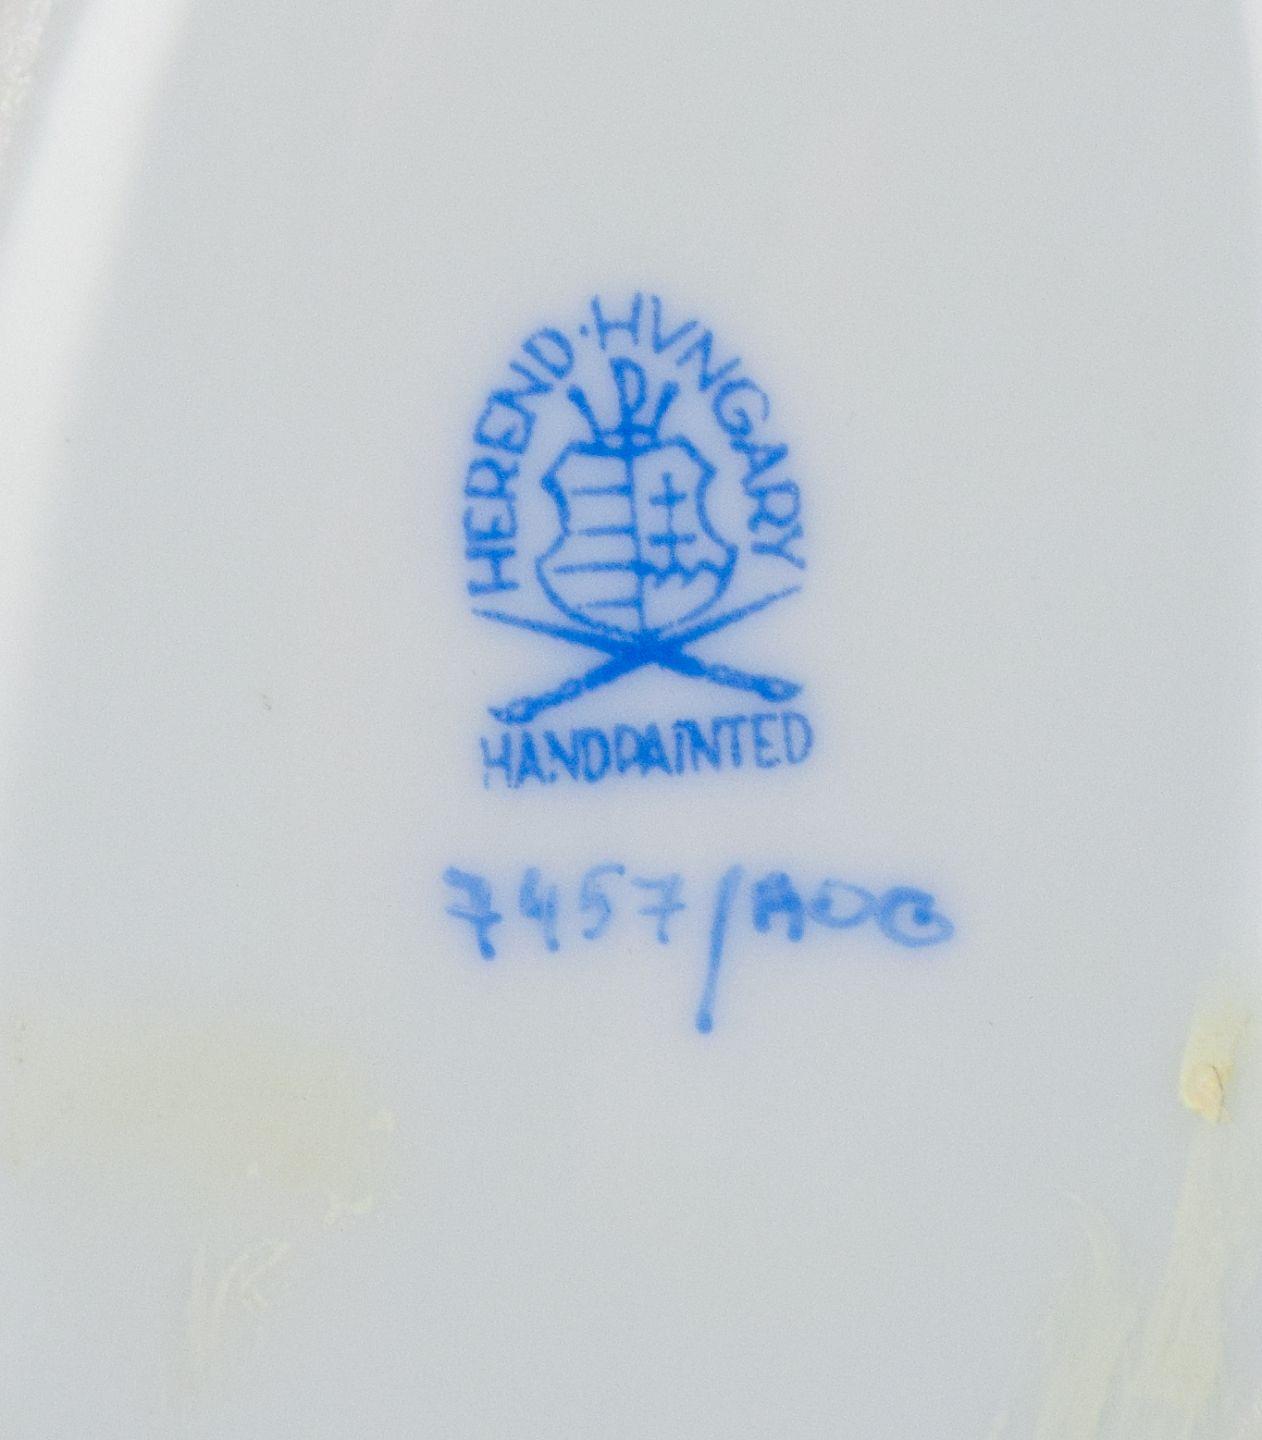 HEREND · HVNGARY
HANDPAINTED
7457/AOG